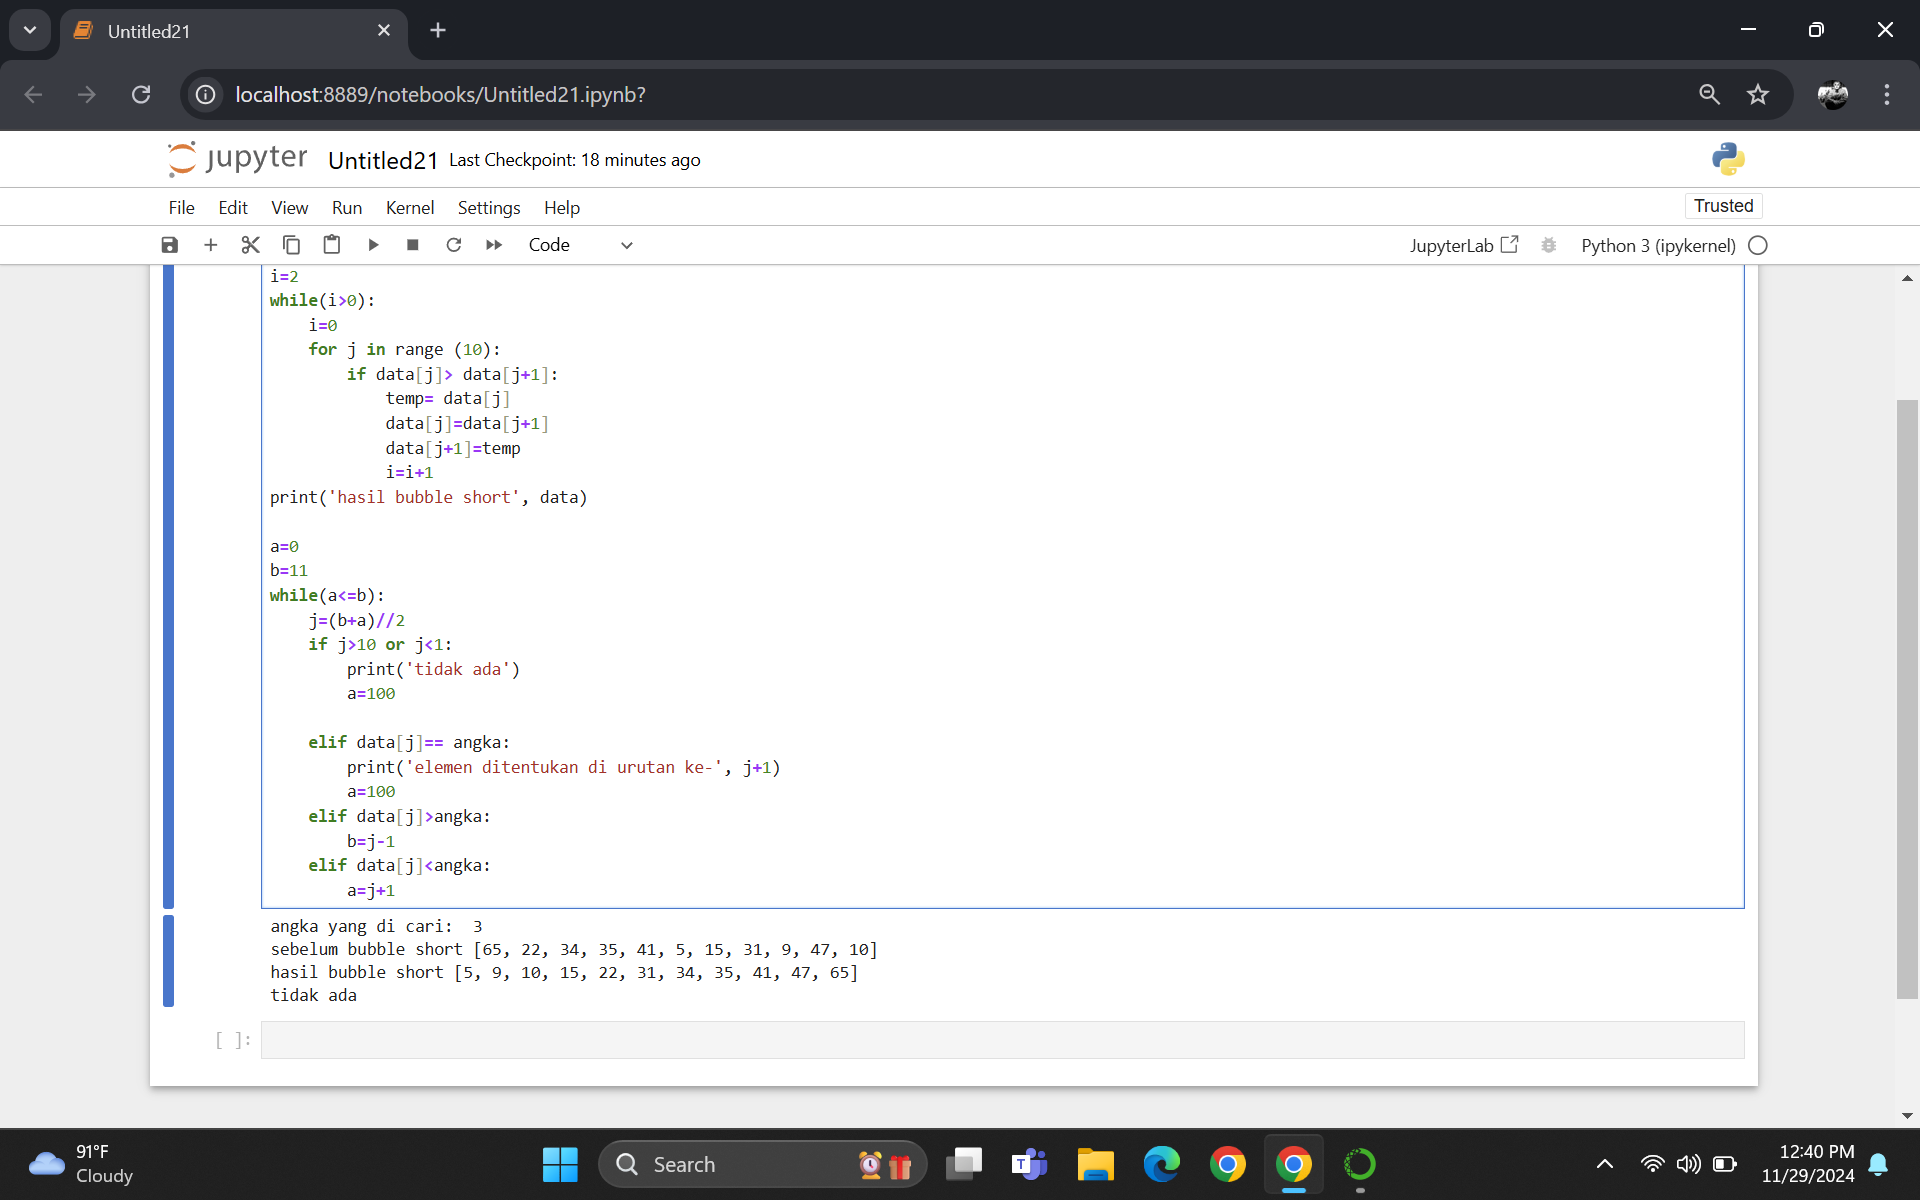 Untitled21
localhost:8889/notebooks/Untitled21.ipynb?
jupyter Untitled21 Last Checkpoint: 18 minutes ago
File Edit View Run Kernel Settings Help
Trusted
Code
JupyterLab
Python 3 (ipykernel)
i=2
while(i>0):
    i=0
    for j in range (10):
        if data[j]> data[j+1]:
            temp= data[j]
            data[j]=data[j+1]
            data[j+1]=temp
            i=i+1
print('hasil bubble short', data)
a=0
b=11
while(a<=b):
    j=(b+a)//2
    if j>10 or j<1:
        print('tidak ada')
        a=100
    elif data[j]== angka:
        print('elemen ditentukan di urutan ke-', j+1)
        a=100
    elif data[j]>angka:
        b=j-1
    elif data[j]<angka:
        a=j+1
angka yang di cari:  3
sebelum bubble short [65, 22, 34, 35, 41, 5, 15, 31, 9, 47, 10]
hasil bubble short [5, 9, 10, 15, 22, 31, 34, 35, 41, 47, 65]
tidak ada
[ ]:
91°F
Cloudy
Search
T
12:40 PM
11/29/2024